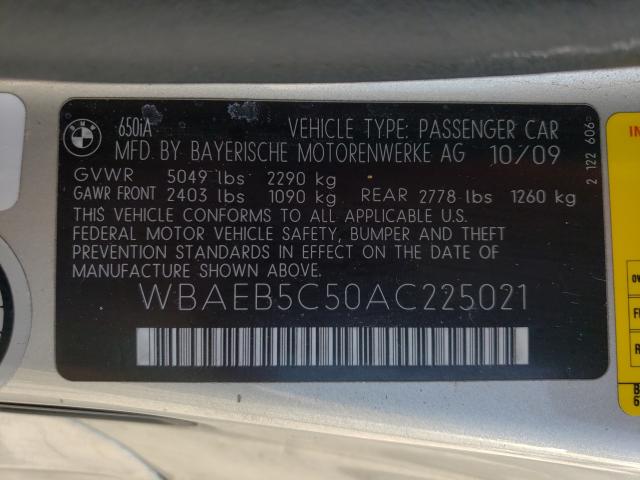 BMW
650iA VEHICLE TYPE: PASSENGER CAR
MFD BY BAYERISCHE MOTORENWERKE AG 10/09
GVWR 5049 lbs 2290 kg
GAWR FRONT 2403 lbs 1090 kg REAR 2778 lbs 1260 kg
THIS VEHICLE CONFORMS TO ALL APPLICABLE U.S.
FEDERAL MOTOR VEHICLE SAFETY, BUMPER AND THEFT
PREVENTION STANDARDS IN EFFECT ON THE DATE OF
MANUFACTURE SHOWN ABOVE.
WBAEB5C50AC225021
2 122 606